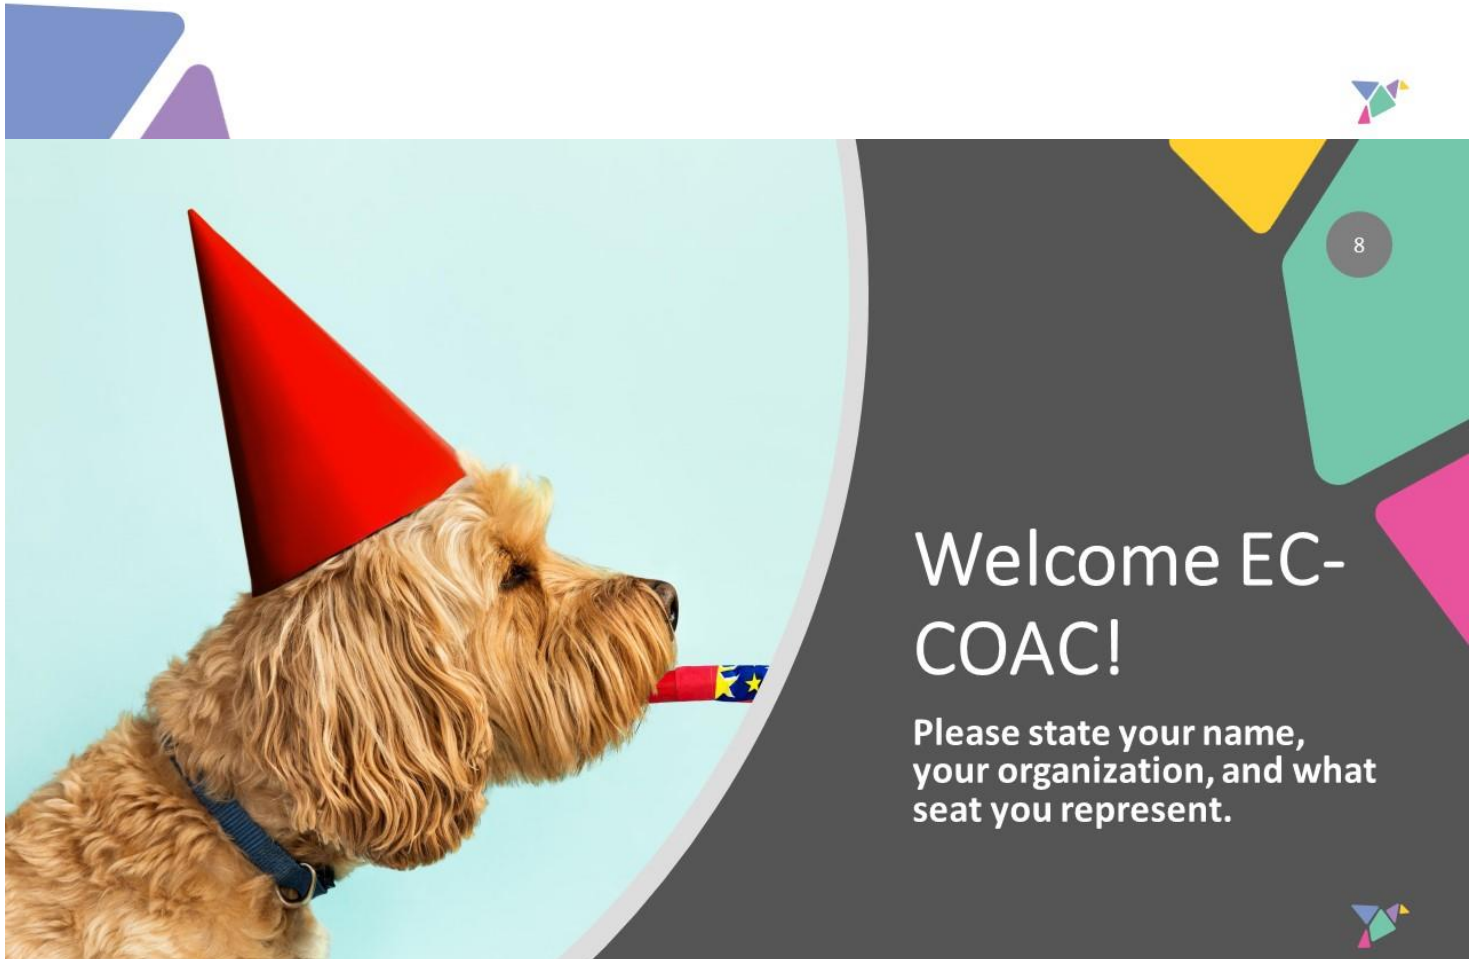 8
Welcome EC-
COAC!
Please state your name,
your organization, and what
seat you represent.